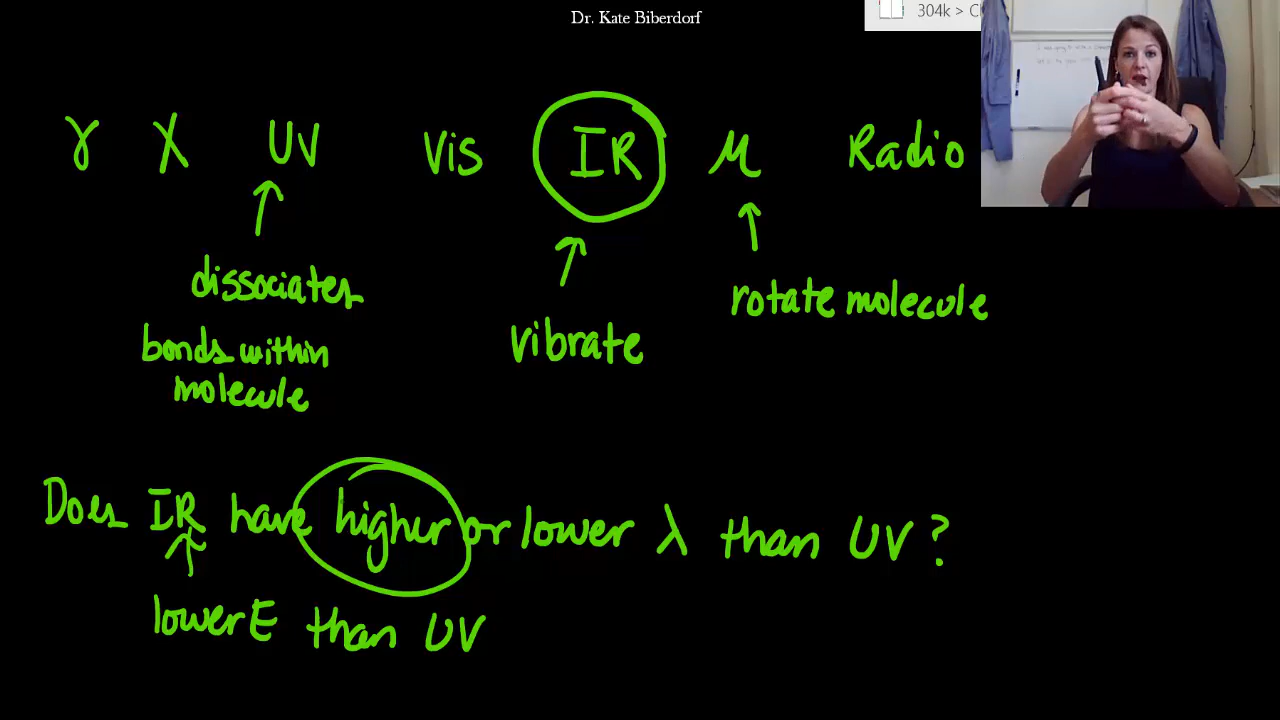 Dr. Kate Biberdorf
304k > C
γ X UV Vis IR μ Radio
↑ ↑ ↑
dissociates
bonds within
molecule
vibrate
rotate molecule
Does IR have higher or lower λ than UV?
↑
lower E than UV